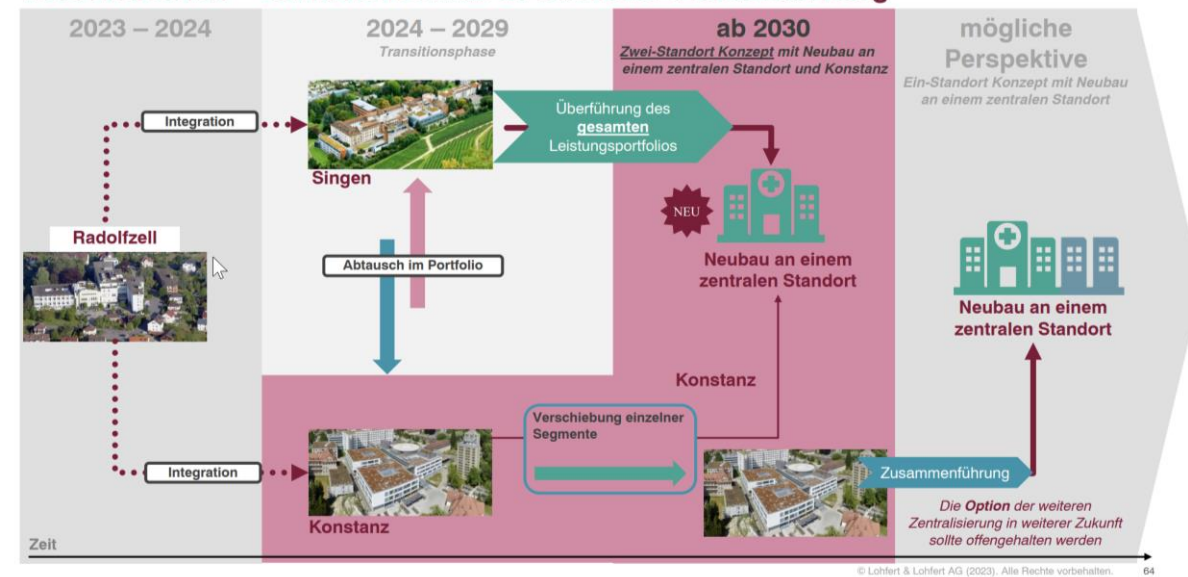 2023 – 2024
2024 – 2029
Transitionsphase
ab 2030
Zwei-Standort Konzept mit Neubau an
einem zentralen Standort und Konstanz
mögliche
Perspektive
Ein-Standort Konzept mit Neubau
an einem zentralen Standort
Integration
Singen
Überführung des
gesamten
Leistungsportfolios
NEU
Radolfzell
Abtausch im Portfolio
Neubau an einem
zentralen Standort
Neubau an einem
zentralen Standort
Konstanz
Verschiebung einzelner
Segmente
Integration
Konstanz
Zusammenführung
Die Option der weiteren
Zentralisierung in weiterer Zukunft
sollte offengehalten werden
Zeit
© Lohfert & Lohfert AG (2023). Alle Rechte vorbehalten. 64